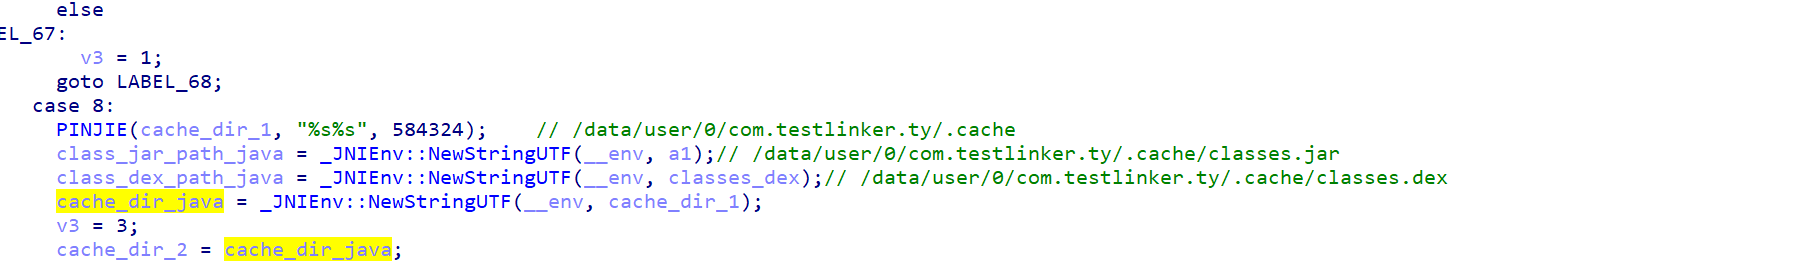 else
EL_67:
v3 = 1;
goto LABEL_68;
case 8:
PINJIE(cache_dir_1, "%s%s", 584324);    // /data/user/0/com.testlinker.ty/.cache
class_jar_path_java = _JNIEnv::NewStringUTF(__env, a1);// /data/user/0/com.testlinker.ty/.cache/classes.jar
class_dex_path_java = _JNIEnv::NewStringUTF(__env, classes_dex);// /data/user/0/com.testlinker.ty/.cache/classes.dex
cache_dir_java = _JNIEnv::NewStringUTF(__env, cache_dir_1);
v3 = 3;
cache_dir_2 = cache_dir_java;